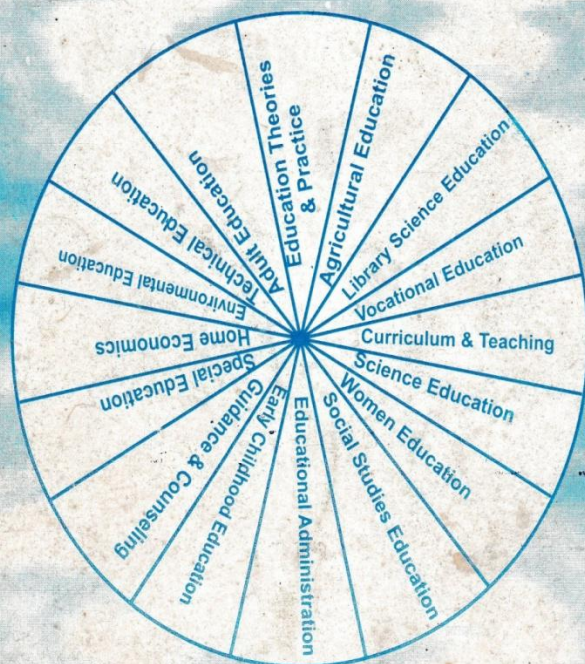 Education Theories
& Practice
Agricultural Education
Library Science Education
Vocational Education
Curriculum & Teaching
Science Education
Women Education
Social Studies Education
Educational Administration
Early Childhood Education
Guidance & Counseling
Special Education
Home Economics
Environmental Education
Technical Education
Adult Education